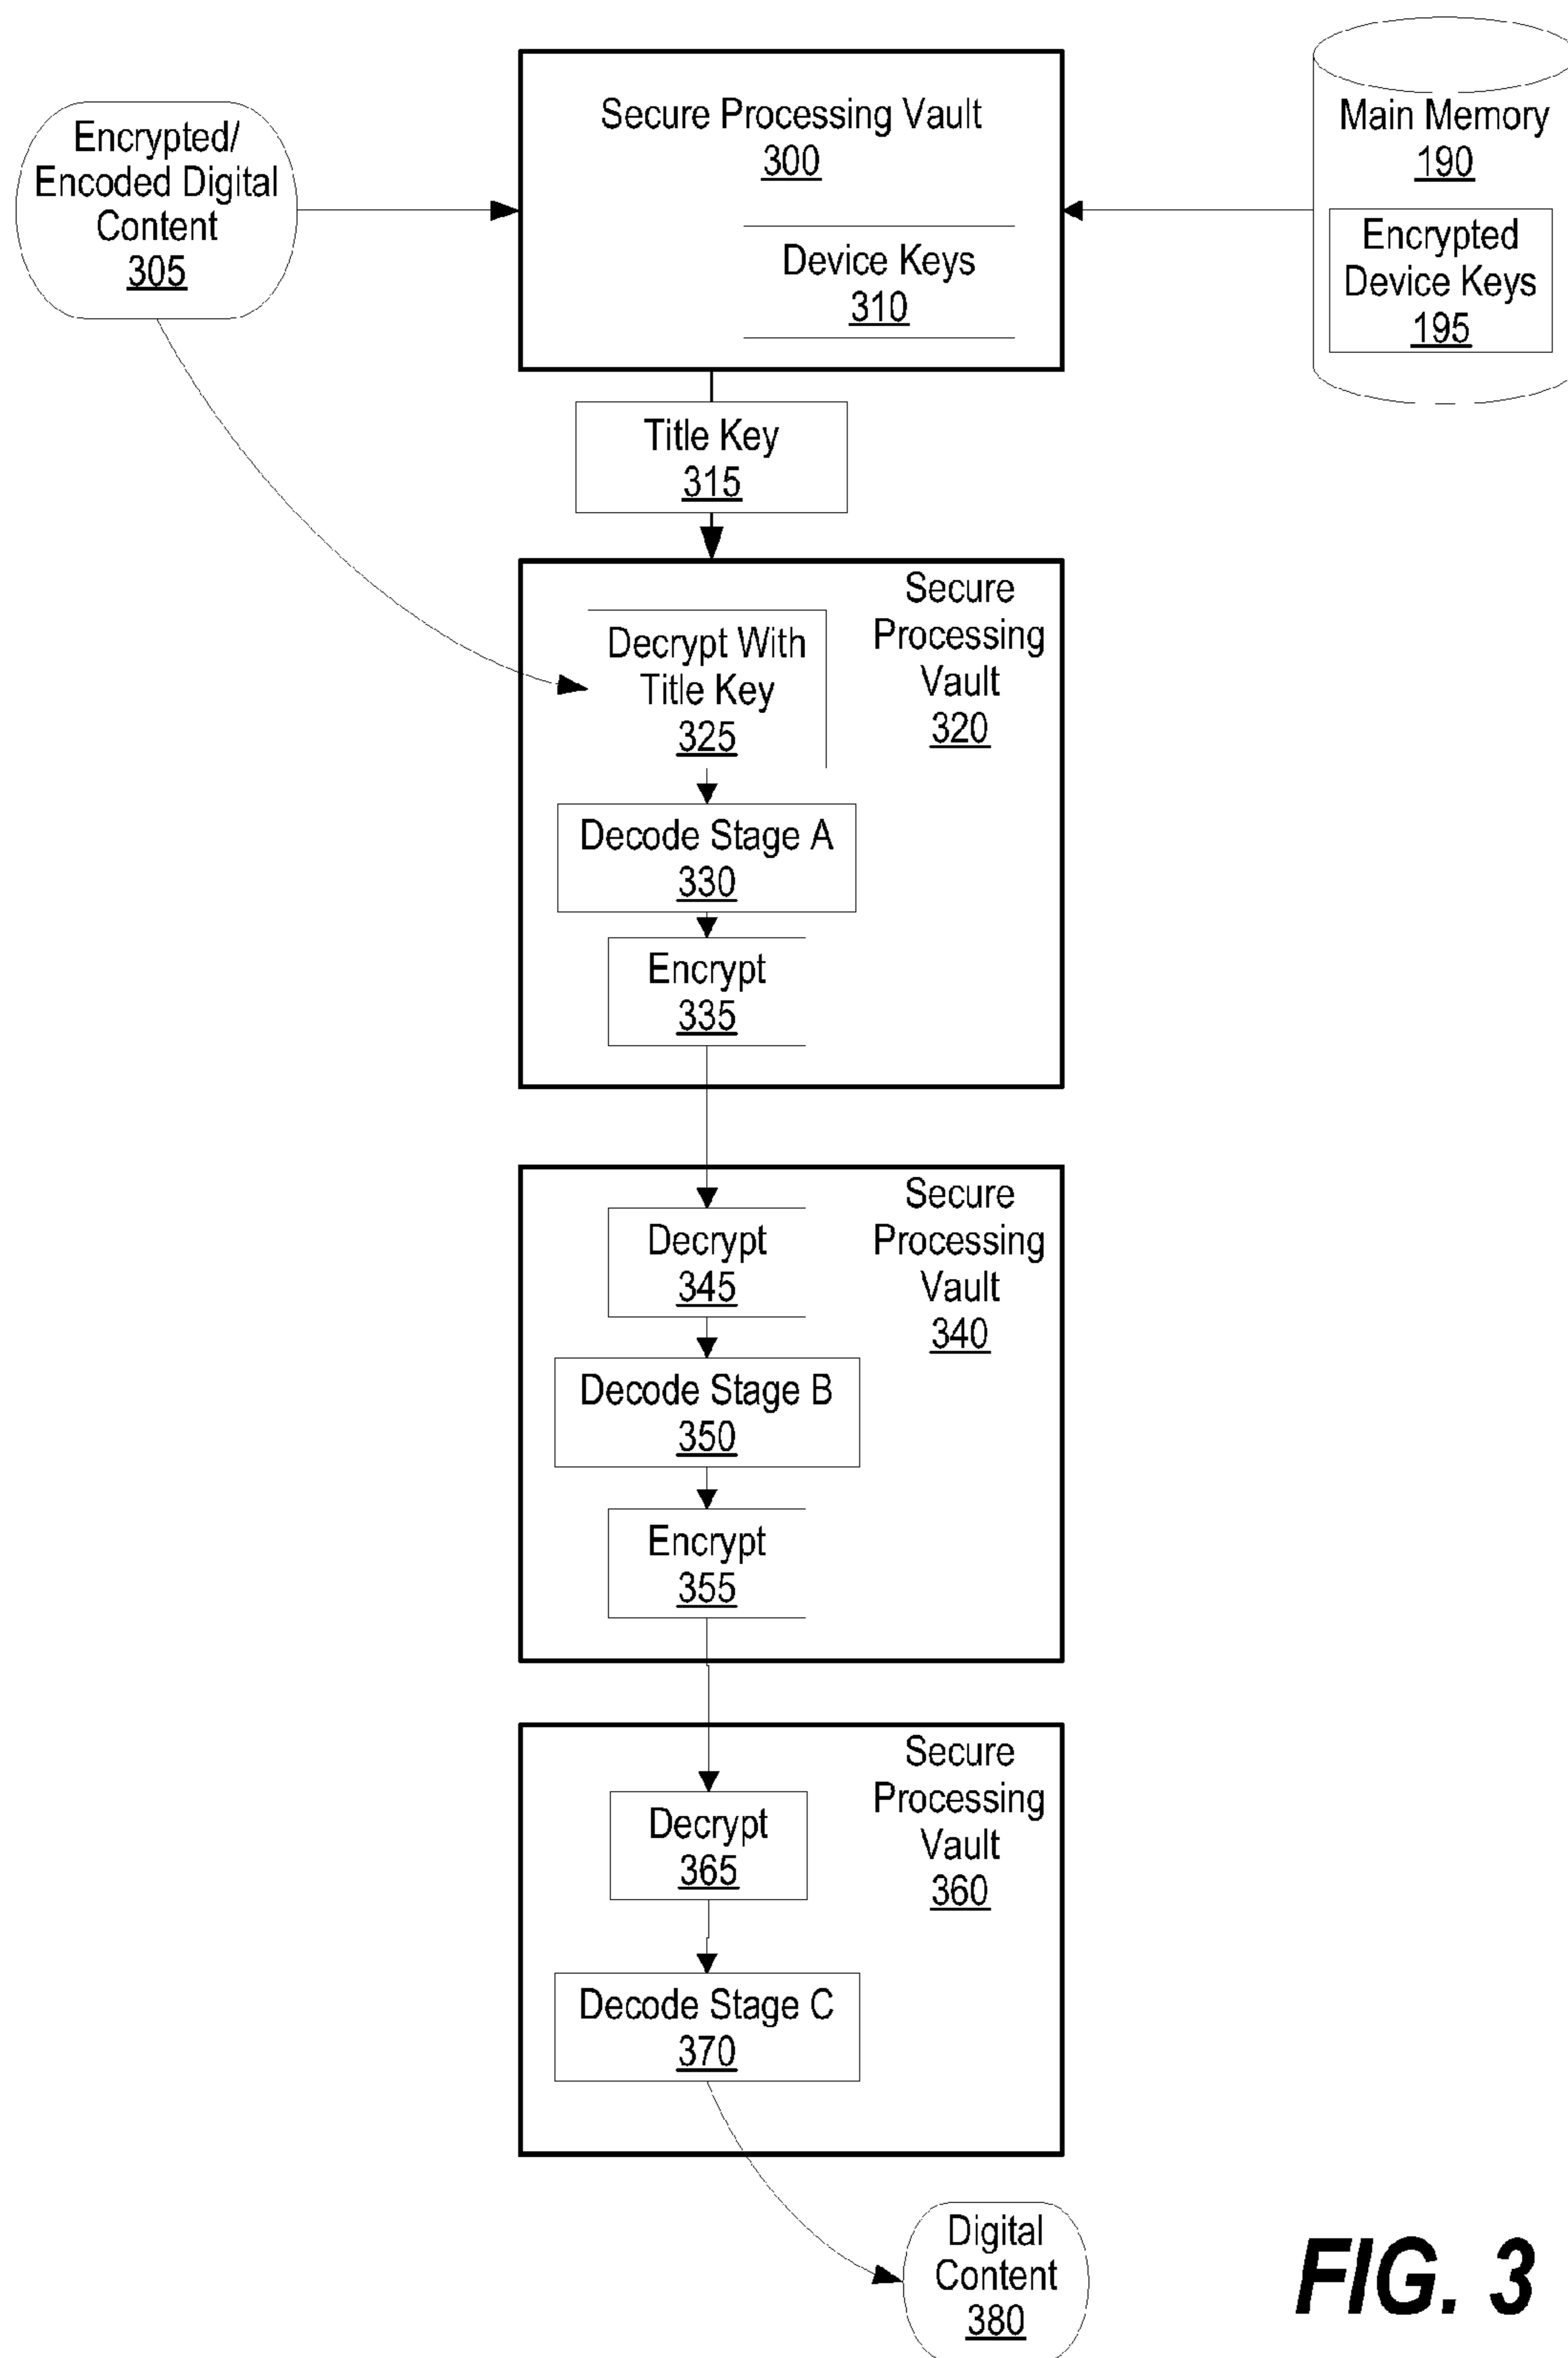 Encrypted/
Encoded Digital
Content
305
Secure Processing Vault
300
Device Keys
310
Main Memory
190
Encrypted
Device Keys
195
Title Key
315
Secure
Processing
Vault
320
Decrypt With
Title Key
325
Decode Stage A
330
Encrypt
335
Secure
Processing
Vault
340
Decrypt
345
Decode Stage B
350
Encrypt
355
Secure
Processing
Vault
360
Decrypt
365
Decode Stage C
370
Digital
Content
380
FIG. 3